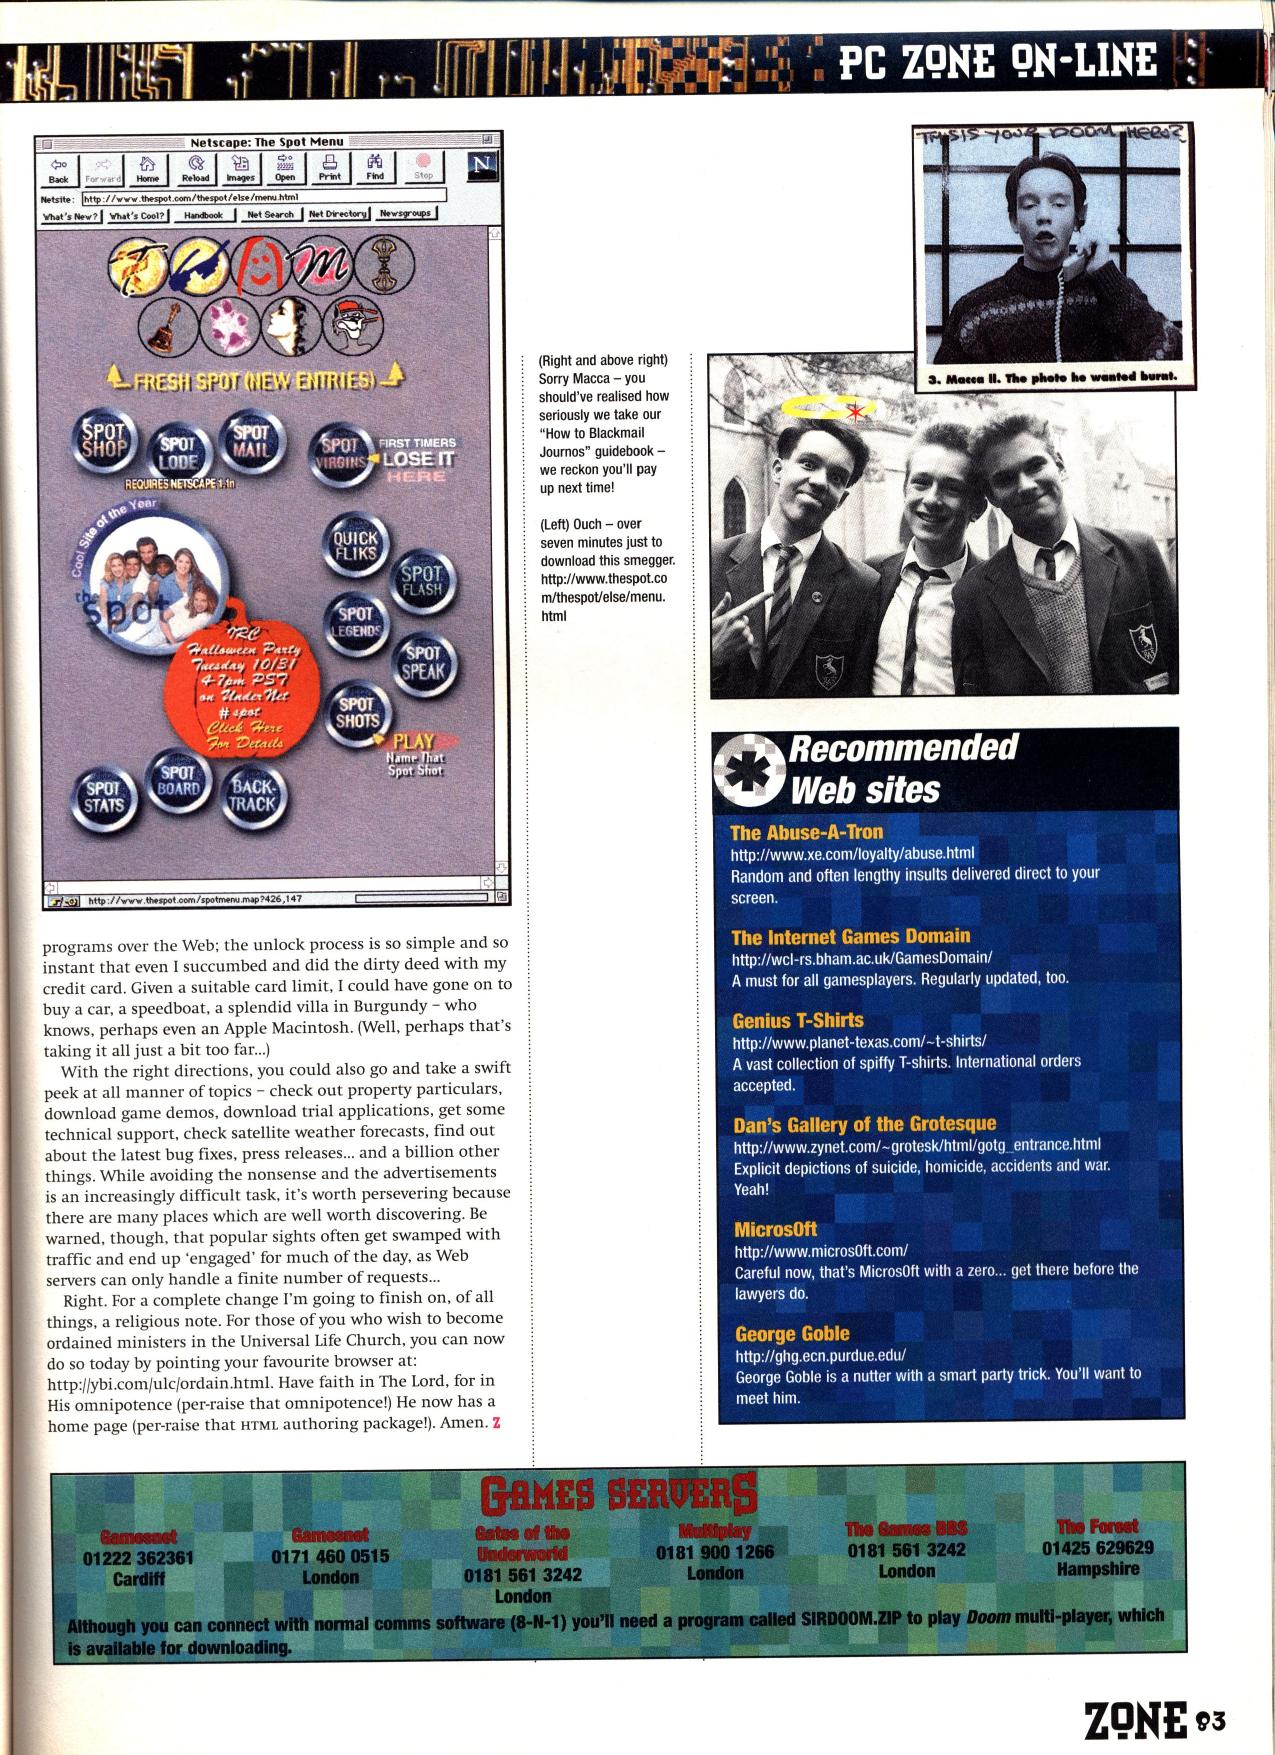 PC ZONE ON-LINE
Netscape: The Spot Menu
Back Forward Home Reload Images Open Print Find Stop
N
Netsite: http://www.thespot.com/thespot/else/menu.html
What's New? What's Cool? Handbook Net Search Net Directory Newsgroups
FRESH SPOT (NEW ENTRIES)
SPOT SHOP
SPOT LODE
SPOT MAIL
SPOT VIRGINS
FIRST TIMERS
LOSE IT
HERE
REQUIRES NETSCAPE 1.1n
Cool Site of the Year
the spot
QUICK FLIKS
SPOT FLASH
SPOT LEGENDS
SPOT SPEAK
SPOT SHOTS
IRC
Halloween Party
Tuesday 10/31
4-7pm PST
on UnderNet
#spot
Click Here
For Details
PLAY
Name That
Spot Shot
SPOT STATS
SPOT BOARD
BACK-TRACK
http://www.thespot.com/spotmenu.map?426,147
programs over the Web; the unlock process is so simple and so
instant that even I succumbed and did the dirty deed with my
credit card. Given a suitable card limit, I could have gone on to
buy a car, a speedboat, a splendid villa in Burgundy – who
knows, perhaps even an Apple Macintosh. (Well, perhaps that's
taking it all just a bit too far...)
With the right directions, you could also go and take a swift
peek at all manner of topics – check out property particulars,
download game demos, download trial applications, get some
technical support, check satellite weather forecasts, find out
about the latest bug fixes, press releases... and a billion other
things. While avoiding the nonsense and the advertisements
is an increasingly difficult task, it's worth persevering because
there are many places which are well worth discovering. Be
warned, though, that popular sights often get swamped with
traffic and end up 'engaged' for much of the day, as Web
servers can only handle a finite number of requests...
Right. For a complete change I'm going to finish on, of all
things, a religious note. For those of you who wish to become
ordained ministers in the Universal Life Church, you can now
do so today by pointing your favourite browser at:
http://ybi.com/ulc/ordain.html. Have faith in The Lord, for in
His omnipotence (per-raise that omnipotence!) He now has a
home page (per-raise that HTML authoring package!). Amen. Z
(Right and above right)
Sorry Macca – you
should've realised how
seriously we take our
"How to Blackmail
Journos" guidebook –
we reckon you'll pay
up next time!
(Left) Ouch – over
seven minutes just to
download this smegger.
http://www.thespot.co
m/thespot/else/menu.
html
THIS IS YOUR DOOM HERO?
3. Macca II. The photo he wanted burnt.
Recommended
Web sites
The Abuse-A-Tron
http://www.xe.com/loyalty/abuse.html
Random and often lengthy insults delivered direct to your
screen.
The Internet Games Domain
http://wcl-rs.bham.ac.uk/GamesDomain/
A must for all gamesplayers. Regularly updated, too.
Genius T-Shirts
http://www.planet-texas.com/~t-shirts/
A vast collection of spiffy T-shirts. International orders
accepted.
Dan's Gallery of the Grotesque
http://www.zynet.com/~grotesk/html/gotg_entrance.html
Explicit depictions of suicide, homicide, accidents and war.
Yeah!
Micros0ft
http://www.micros0ft.com/
Careful now, that's Micros0ft with a zero... get there before the
lawyers do.
George Goble
http://ghg.ecn.purdue.edu/
George Goble is a nutter with a smart party trick. You'll want to
meet him.
GAMES SERVERS
Gamesnet
01222 362361
Cardiff
Gamesnet
0171 460 0515
London
Gates of the
Underworld
0181 561 3242
London
Multiplay
0181 900 1266
London
The Games BBS
0181 561 3242
London
The Forest
01425 629629
Hampshire
Although you can connect with normal comms software (8-N-1) you'll need a program called SIRDOOM.ZIP to play Doom multi-player, which
is available for downloading.
ZONE 93